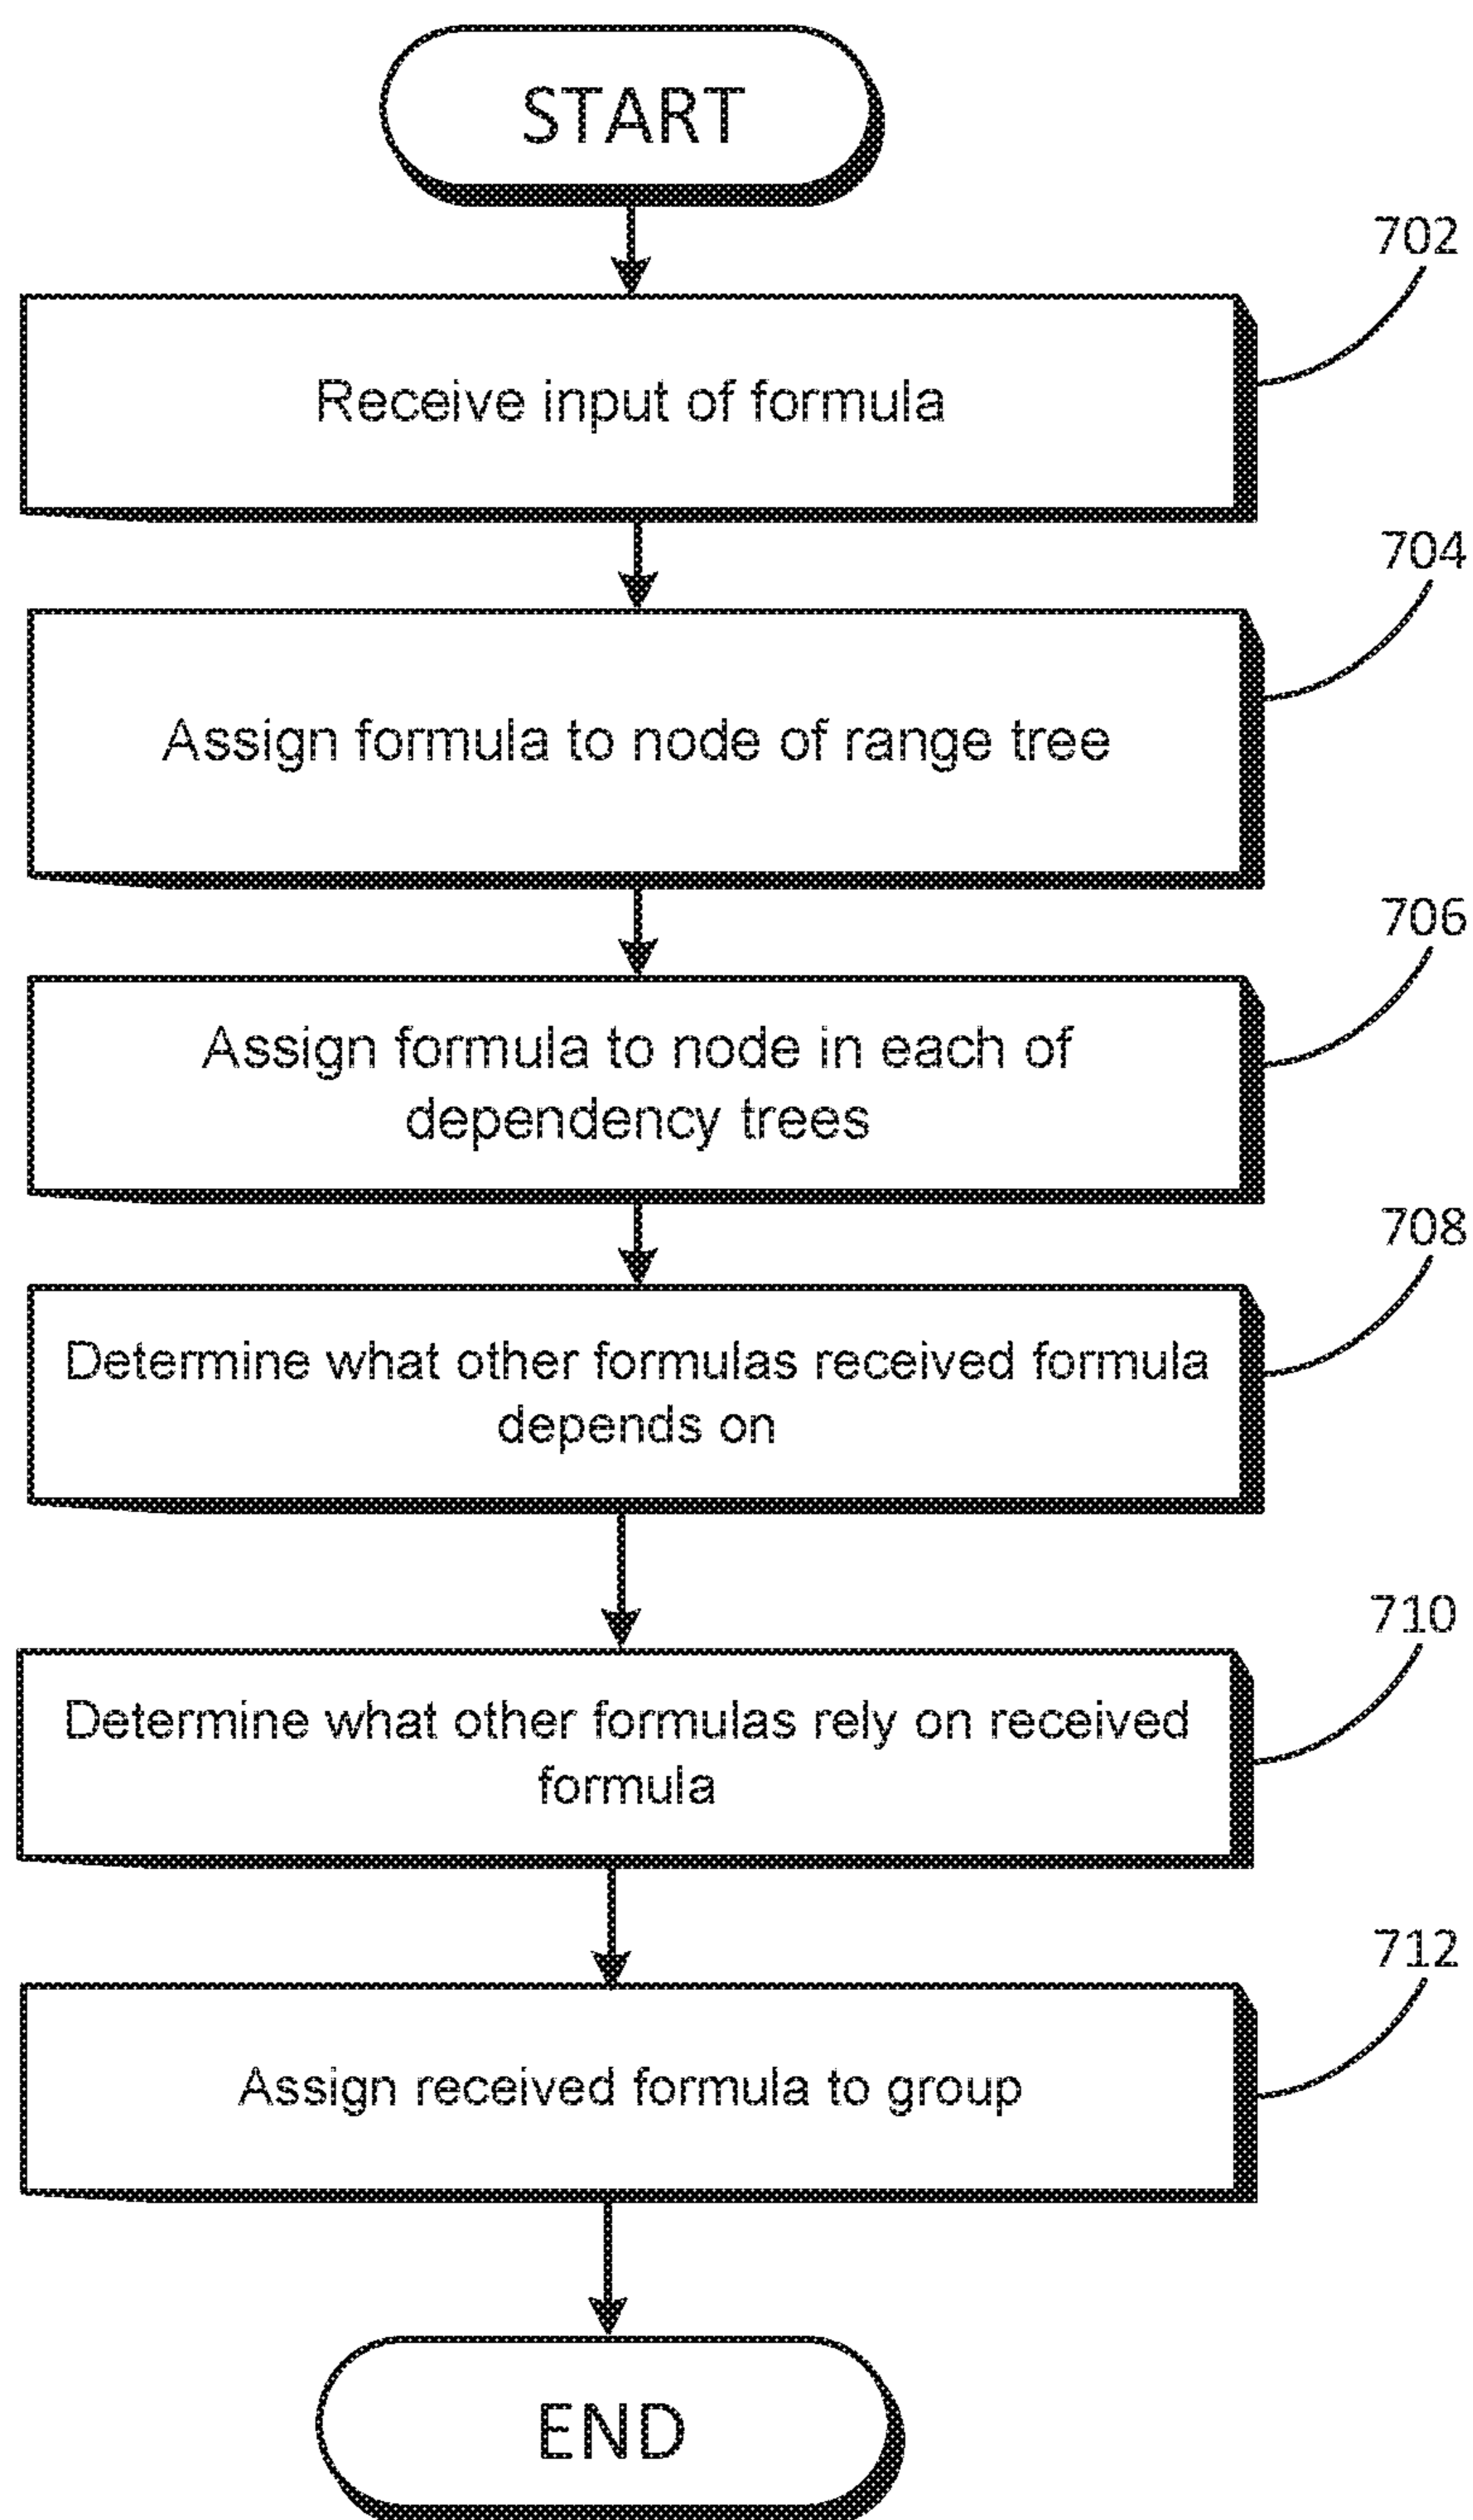 START
702
Receive input of formula
704
Assign formula to node of range tree
706
Assign formula to node in each of
dependency trees
708
Determine what other formulas received formula
depends on
710
Determine what other formulas rely on received
formula
712
Assign received formula to group
END